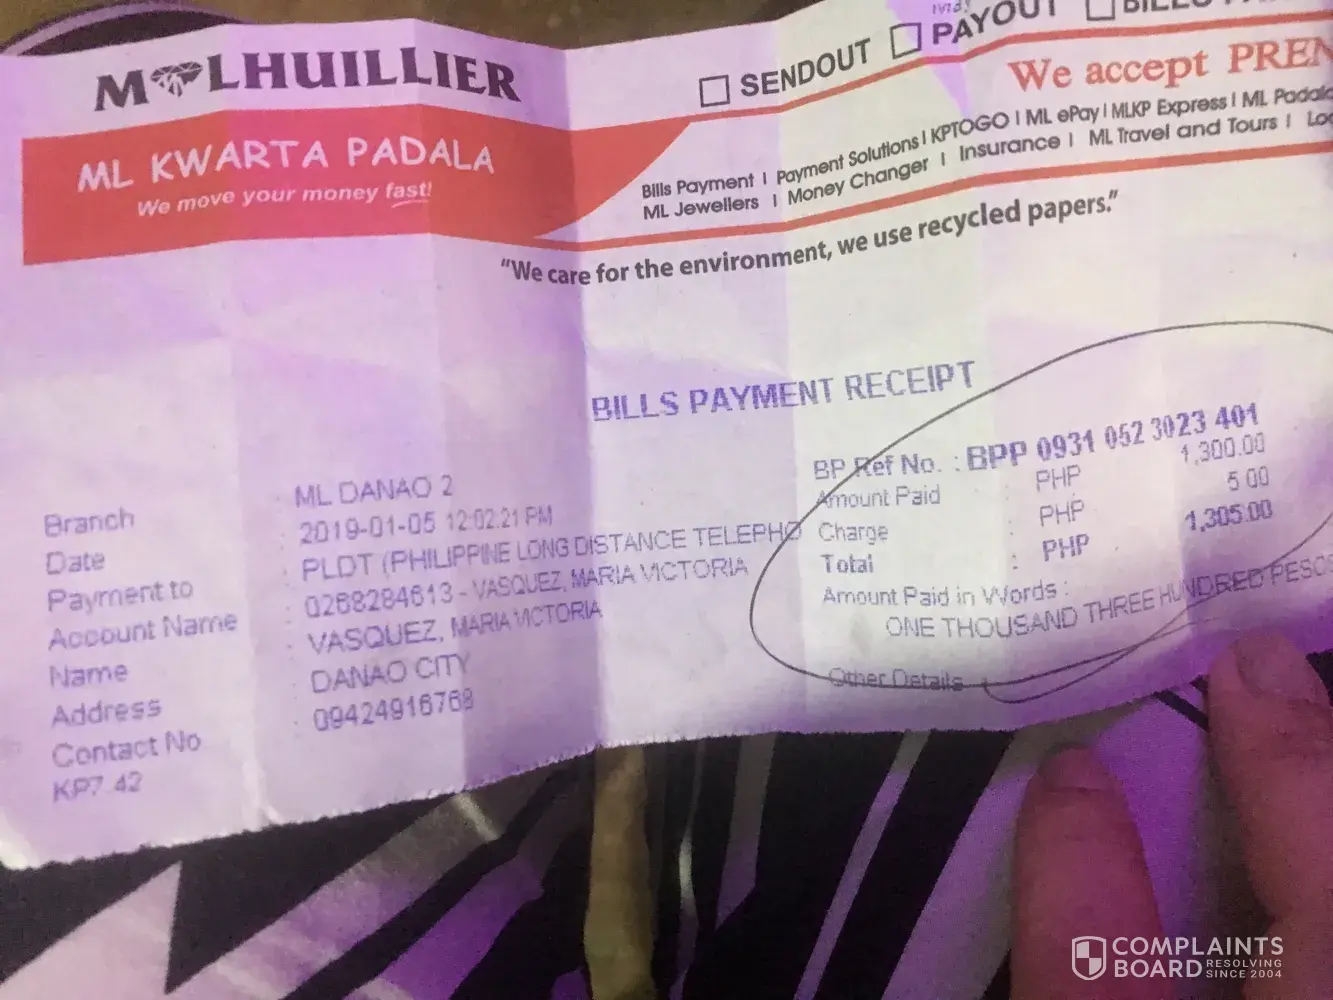 M LHUILLIER
ML KWARTA PADALA
We move your money fast!
SENDOUT PAYOUT
We accept
Bills Payment | Payment Solutions | KPTOGO | ML ePay | MLKP Express | ML
ML Jewellers | Money Changer | Insurance | ML Travel and Tours |
"We care for the environment, we use recycled papers."
BILLS PAYMENT RECEIPT
Branch : ML DANAO 2
Date : 2019-01-05 12:02:21 PM
Payment to : PLDT (PHILIPPINE LONG DISTANCE TELEPHO
Account Name : 0268284613 - VASQUEZ, MARIA VICTORIA
Name : VASQUEZ, MARIA VICTORIA
Address : DANAO CITY
Contact No : 09424916768
KP7.42
BP Ref No. : BPP 0931 052 3023 401
Amount Paid : PHP 1,300.00
Charge : PHP 5.00
Total : PHP 1,305.00
Amount Paid in Words :
ONE THOUSAND THREE HUNDRED PESOS
Other Details
COMPLAINTS
BOARD RESOLVING
SINCE 2004